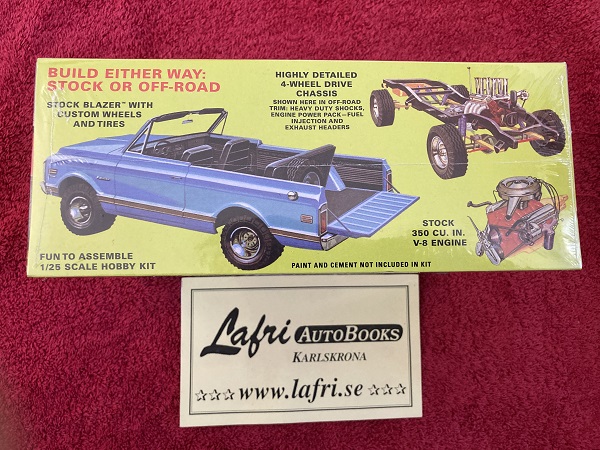 BUILD EITHER WAY:
STOCK OR OFF-ROAD
STOCK BLAZER™ WITH
CUSTOM WHEELS
AND TIRES
HIGHLY DETAILED
4-WHEEL DRIVE
CHASSIS
SHOWN HERE IN OFF-ROAD
TRIM: HEAVY DUTY SHOCKS,
ENGINE POWER PACK–FUEL
INJECTION AND
EXHAUST HEADERS
STOCK
350 CU. IN.
V-8 ENGINE
FUN TO ASSEMBLE
1/25 SCALE HOBBY KIT
PAINT AND CEMENT NOT INCLUDED IN KIT
Lafri AUTOBOOKS
KARLSKRONA
☆☆☆ www.lafri.se ☆☆☆